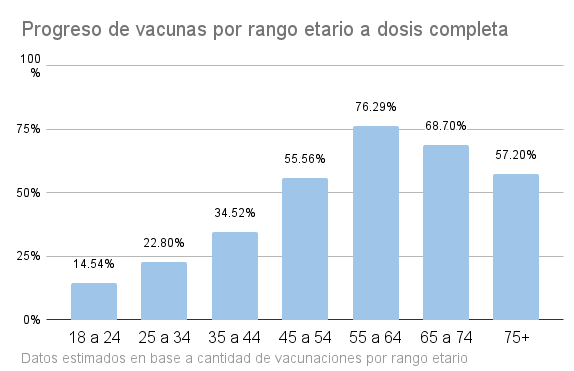 Progreso de vacunas por rango etario a dosis completa
100
%
75%
50%
25%
0%
14.54%
22.80%
34.52%
55.56%
76.29%
68.70%
57.20%
18 a 24
25 a 34
35 a 44
45 a 54
55 a 64
65 a 74
75+
Datos estimados en base a cantidad de vacunaciones por rango etario